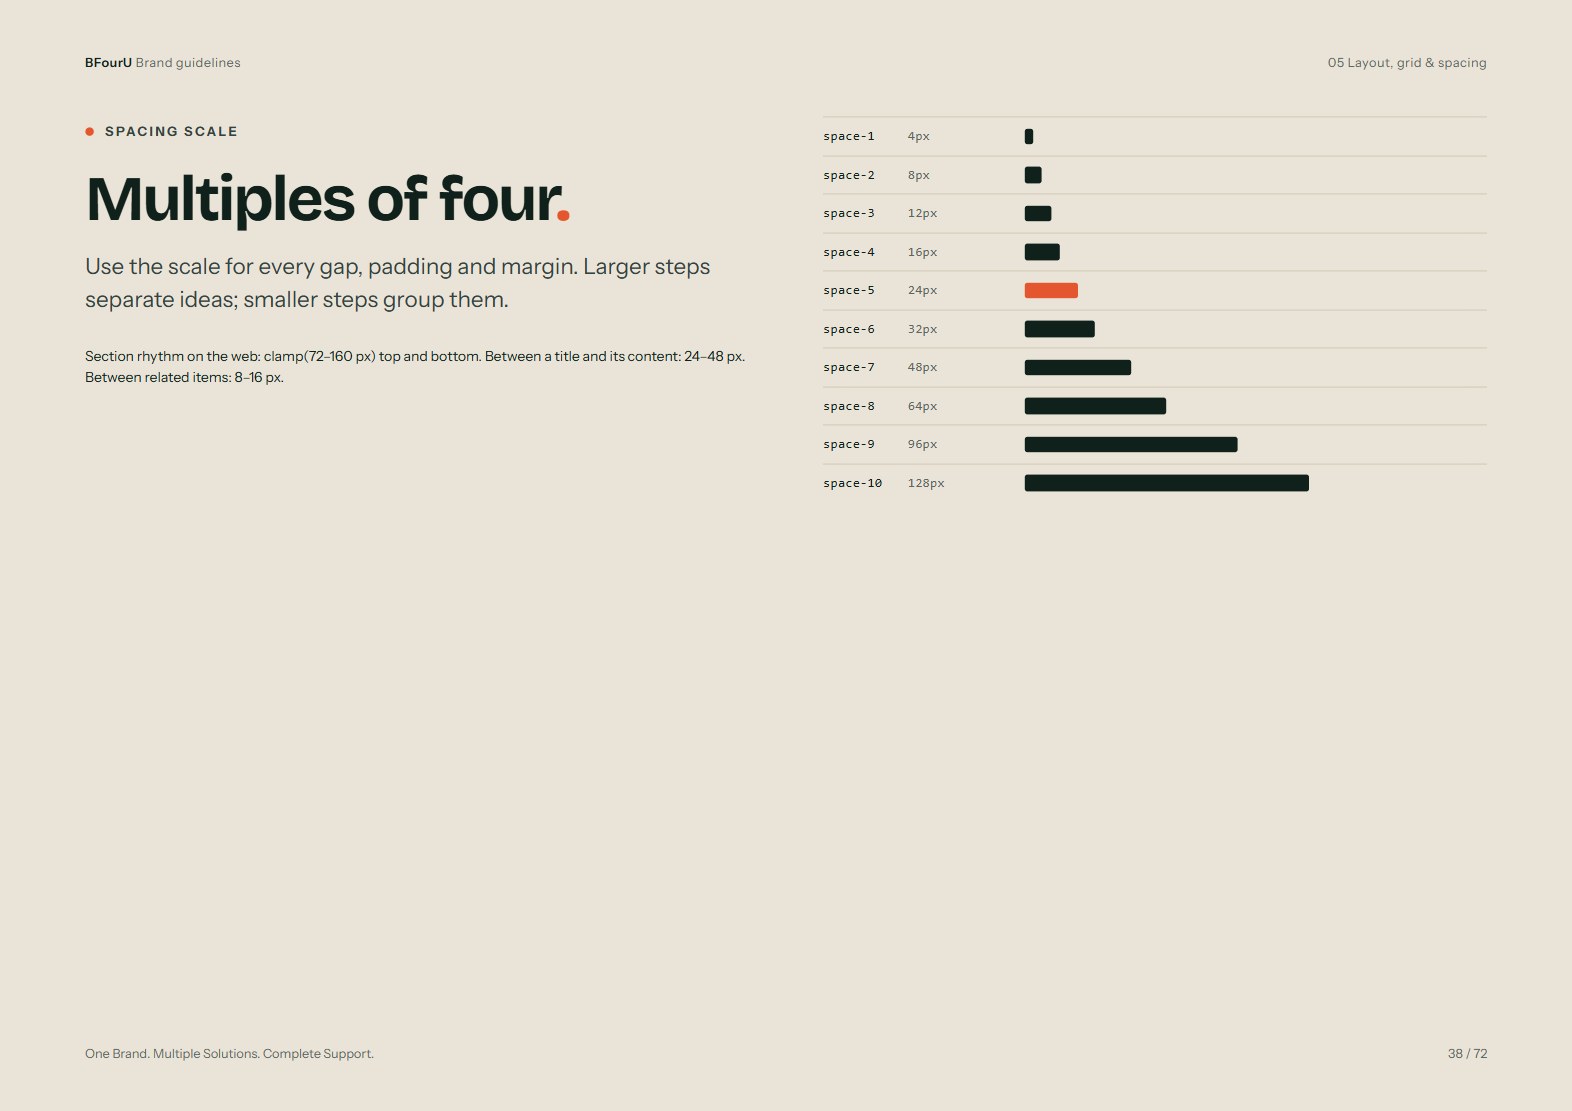 BFourU Brand guidelines
05 Layout, grid & spacing
SPACING SCALE
Multiples of four.
Use the scale for every gap, padding and margin. Larger steps
separate ideas; smaller steps group them.
Section rhythm on the web: clamp(72–160 px) top and bottom. Between a title and its content: 24–48 px.
Between related items: 8–16 px.
space-1 4px
space-2 8px
space-3 12px
space-4 16px
space-5 24px
space-6 32px
space-7 48px
space-8 64px
space-9 96px
space-10 128px
One Brand. Multiple Solutions. Complete Support.
38 / 72